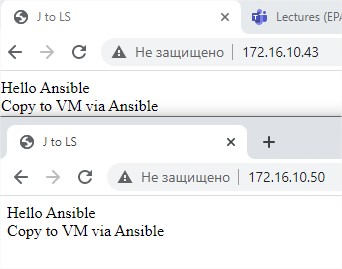 J to LS
Lectures (EPA
Не защищено
172.16.10.43
Hello Ansible
Copy to VM via Ansible
J to LS
Не защищено
172.16.10.50
Hello Ansible
Copy to VM via Ansible